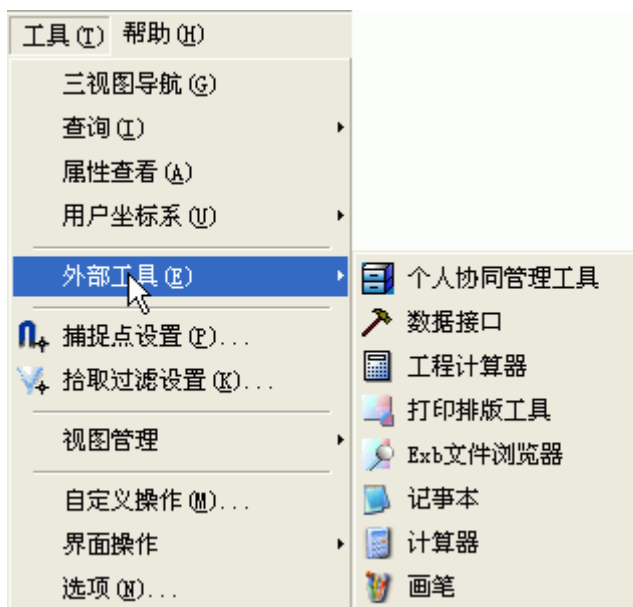 工具(T) 帮助(H)
三视图导航(G)
查询(I)
属性查看(A)
用户坐标系(U)
外部工具(E)
捕捉点设置(P)...
拾取过滤设置(K)...
视图管理
自定义操作(M)...
界面操作
选项(N)...
个人协同管理工具
数据接口
工程计算器
打印排版工具
Exb文件浏览器
记事本
计算器
画笔